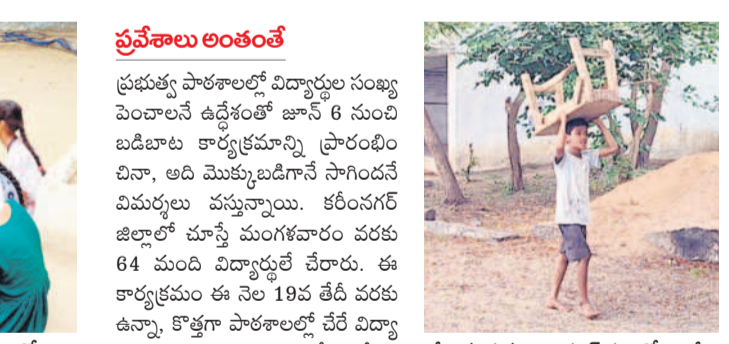 ప్రవేశాలు అంతంతే
ప్రభుత్వ పాఠశాలల్లో విద్యార్థుల సంఖ్య
పెంచాలనే ఉద్దేశంతో జూన్ 6 నుంచి
బడిబాట కార్యక్రమాన్ని ప్రారంభిం
చినా, అది మొక్కుబడిగానే సాగిందనే
విమర్శలు వస్తున్నాయి. కరీంనగర్
జిల్లాలో చూస్తే మంగళవారం వరకు
64 మంది విద్యార్థులే చేరారు. ఈ
కార్యక్రమం ఈ నెల 19వ తేదీ వరకు
ఉన్నా, కొత్తగా పాఠశాలల్లో చేరే విద్యా